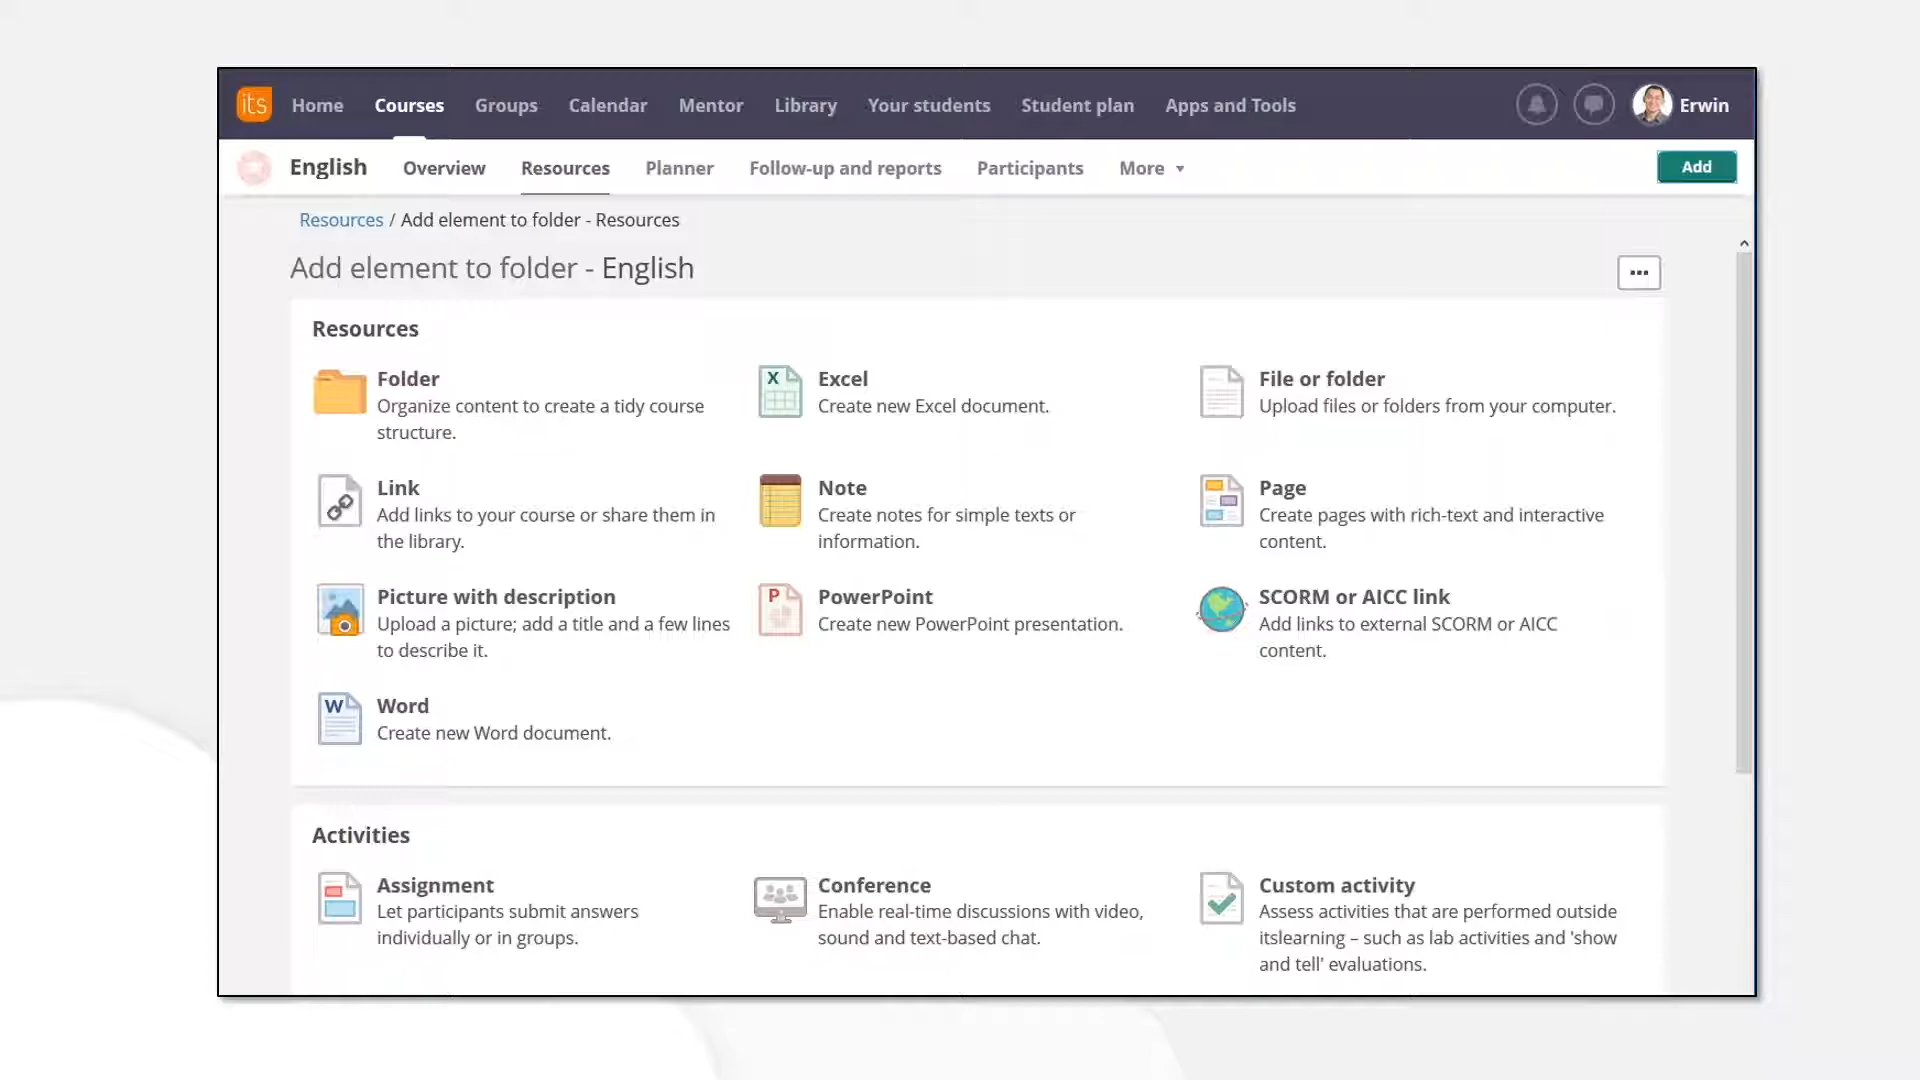 its Home Courses Groups Calendar Mentor Library Your students Student plan Apps and Tools Erwin
English Overview Resources Planner Follow-up and reports Participants More Add
Resources / Add element to folder - Resources
Add element to folder - English
Resources
Folder
Organize content to create a tidy course
structure.
Excel
Create new Excel document.
File or folder
Upload files or folders from your computer.
Link
Add links to your course or share them in
the library.
Note
Create notes for simple texts or
information.
Page
Create pages with rich-text and interactive
content.
Picture with description
Upload a picture; add a title and a few lines
to describe it.
PowerPoint
Create new PowerPoint presentation.
SCORM or AICC link
Add links to external SCORM or AICC
content.
Word
Create new Word document.
Activities
Assignment
Let participants submit answers
individually or in groups.
Conference
Enable real-time discussions with video,
sound and text-based chat.
Custom activity
Assess activities that are performed outside
itslearning – such as lab activities and 'show
and tell' evaluations.